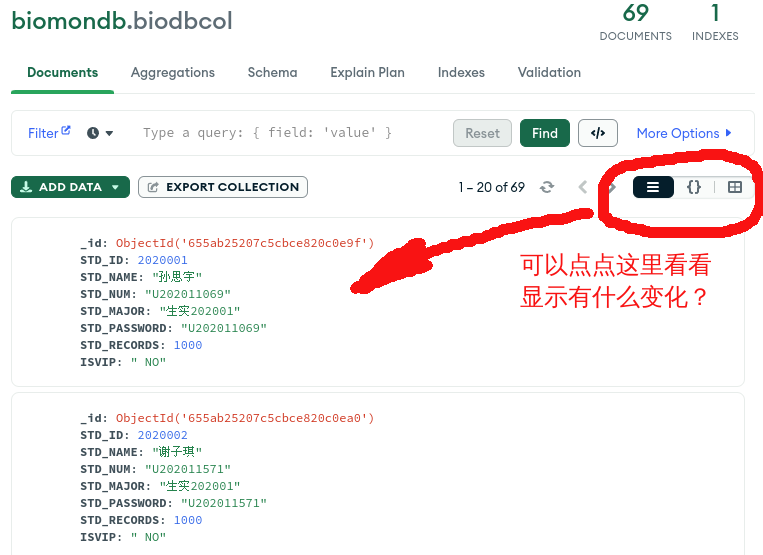 biomondb.biodbcol
69 1
DOCUMENTS INDEXES
Documents Aggregations Schema Explain Plan Indexes Validation
Filter Type a query: { field: 'value' } Reset Find </> More Options
ADD DATA EXPORT COLLECTION 1 – 20 of 69 {}
_id: ObjectId('655ab25207c5cbce820c0e9f')
STD_ID: 2020001
STD_NAME: "孙思宇"
STD_NUM: "U202011069"
STD_MAJOR: "生实202001"
STD_PASSWORD: "U202011069"
STD_RECORDS: 1000
ISVIP: " NO"
可以点点这里看看
显示有什么变化？
_id: ObjectId('655ab25207c5cbce820c0ea0')
STD_ID: 2020002
STD_NAME: "谢子琪"
STD_NUM: "U202011571"
STD_MAJOR: "生实202001"
STD_PASSWORD: "U202011571"
STD_RECORDS: 1000
ISVIP: " NO"